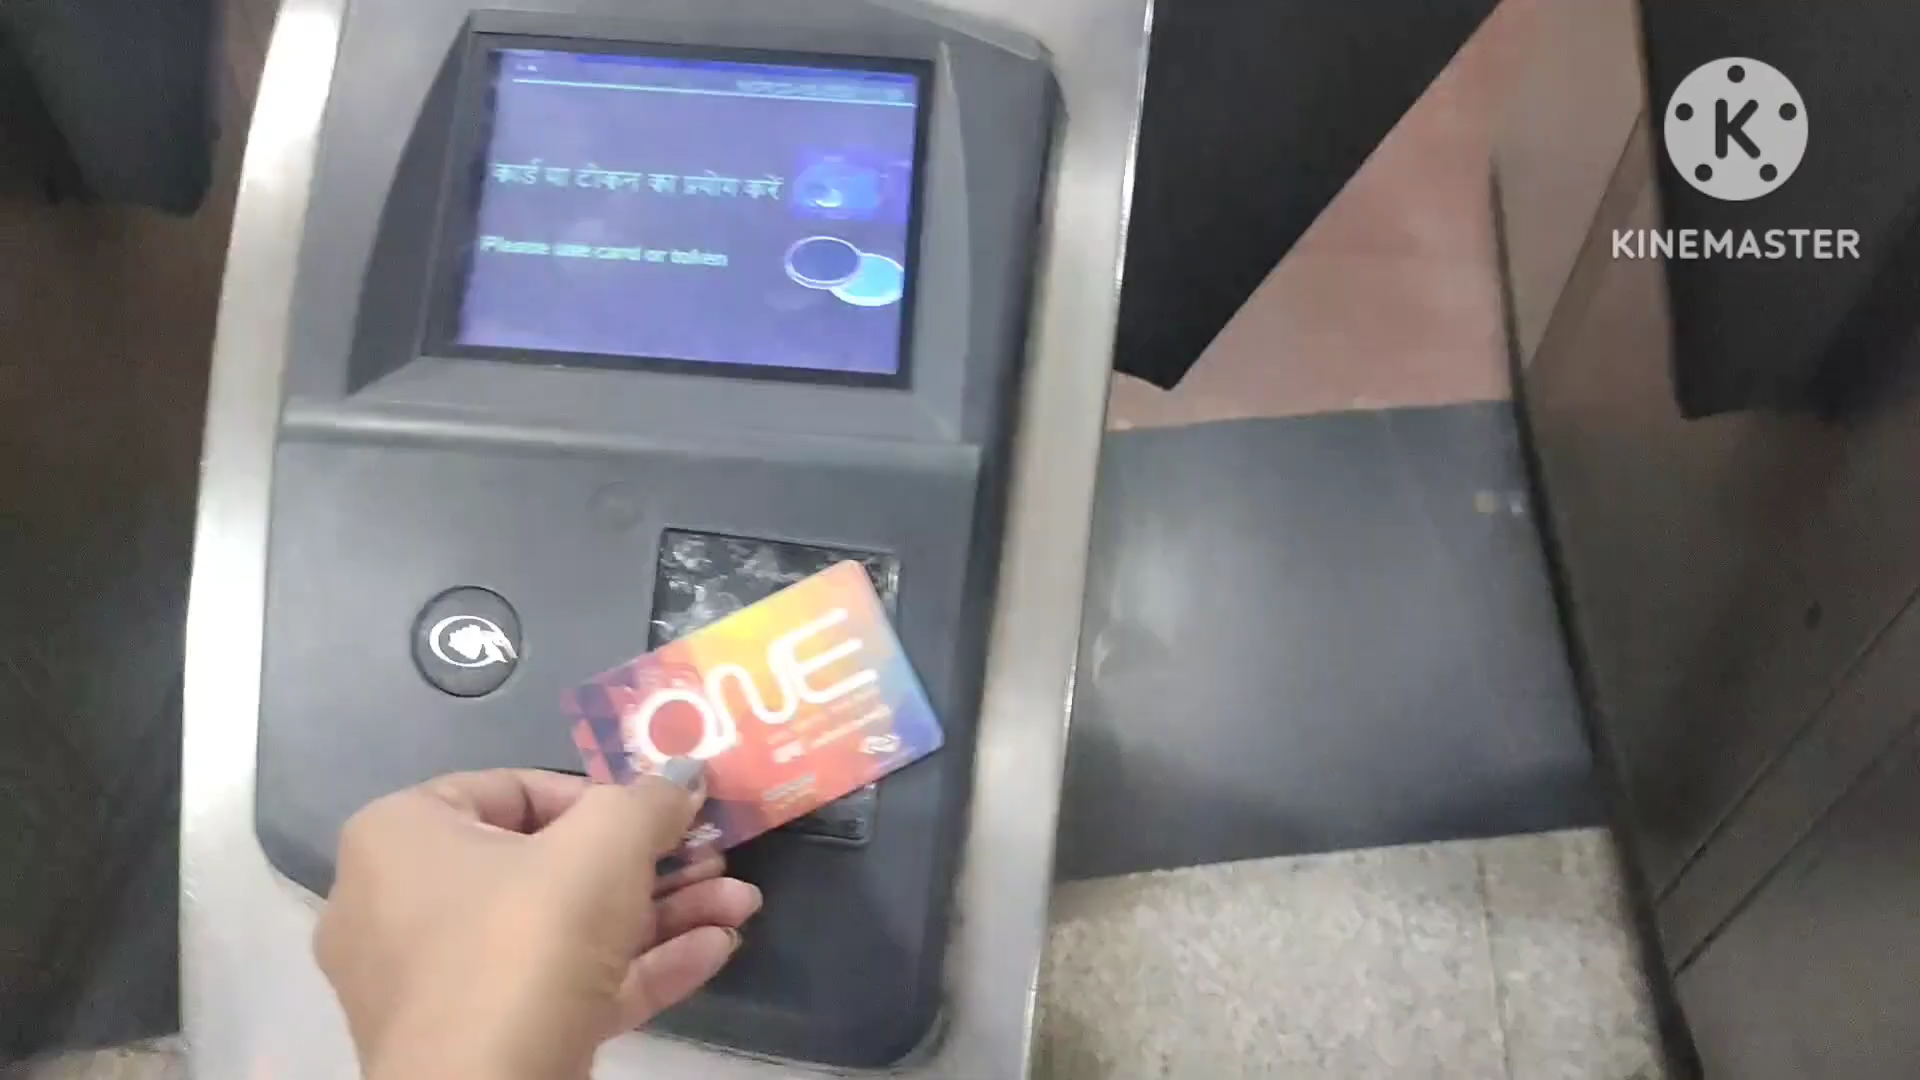 कार्ड या टोकन का प्रयोग करें
Please use card or token
ONE
K
KINEMASTER